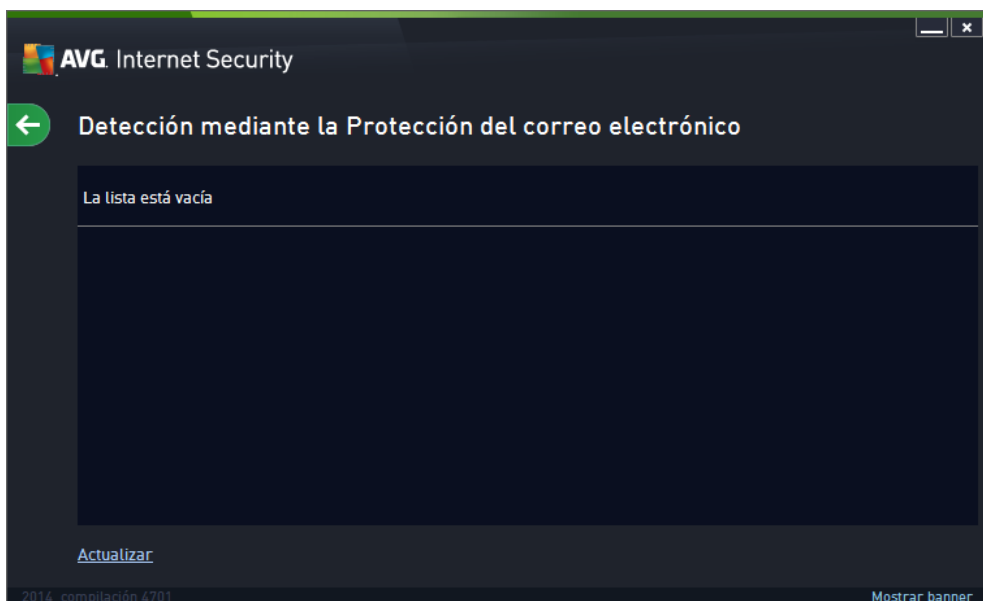 AVG. Internet Security
Detección mediante la Protección del correo electrónico
La lista está vacía
Actualizar
2014 compilación 4701
Mostrar banner